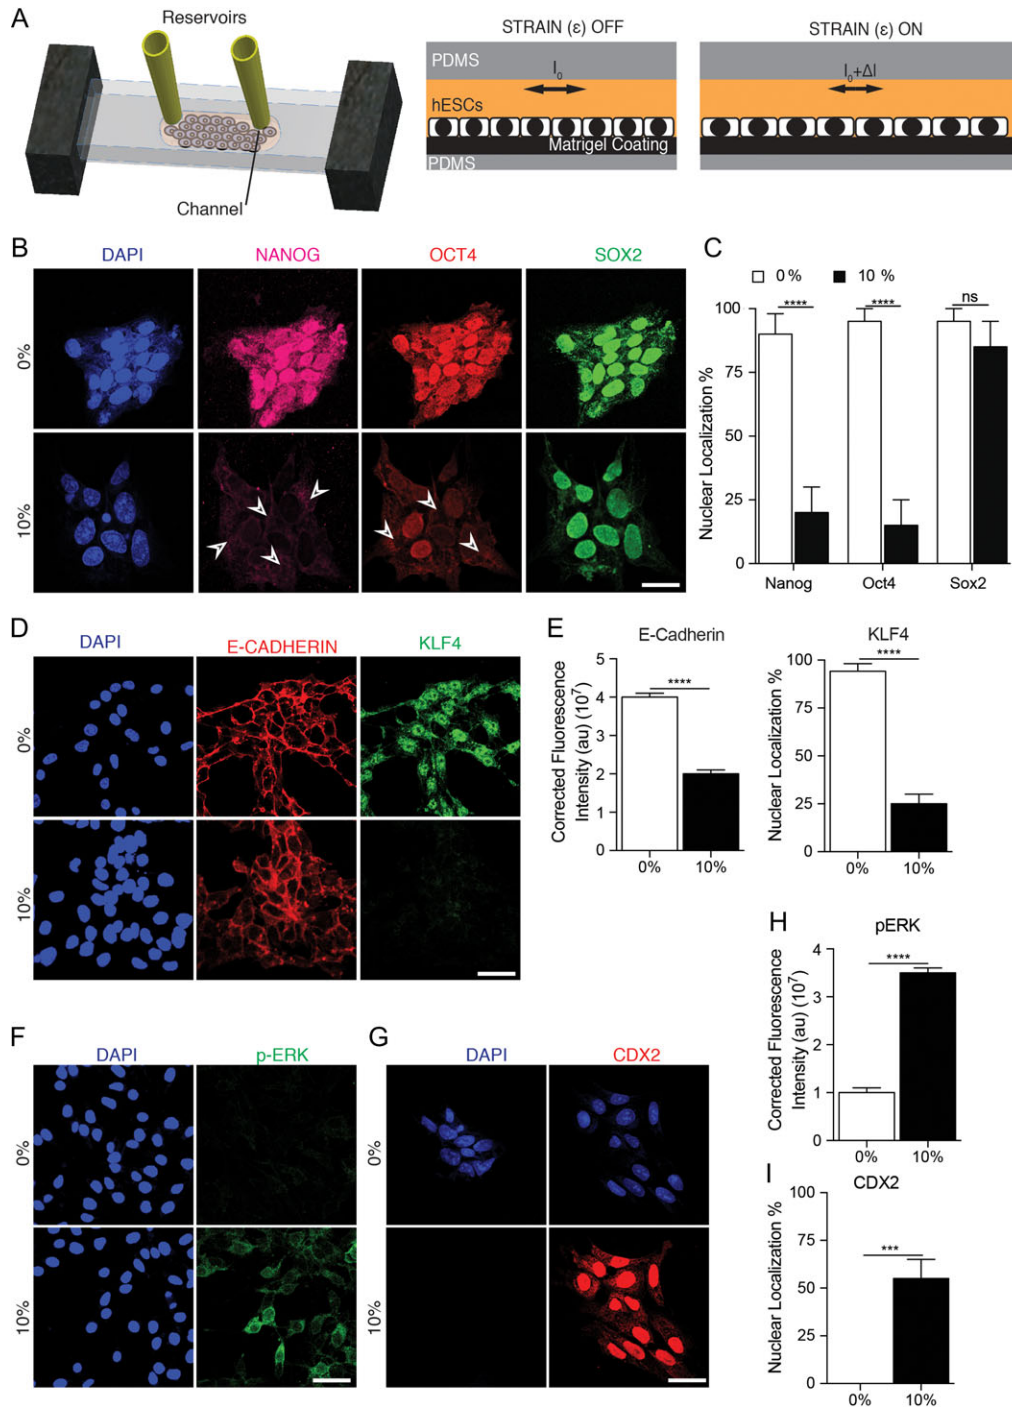 A
Reservoirs
Channel
STRAIN (ε) OFF
PDMS
l₀
hESCs
Matrigel Coating
PDMS
STRAIN (ε) ON
l₀+Δl
B
DAPI NANOG OCT4 SOX2
0%
10%
C
0 % 10 %
Nuclear Localization %
100
75
50
25
0
**** **** ns
Nanog Oct4 Sox2
D
DAPI E-CADHERIN KLF4
0%
10%
E
E-Cadherin
Corrected Fluorescence
Intensity (au) (10⁷)
5
4
3
2
1
0
****
0% 10%
KLF4
Nuclear Localization %
100
75
50
25
0
****
0% 10%
F
DAPI p-ERK
0%
10%
G
DAPI CDX2
0%
10%
H
pERK
Corrected Fluorescence
Intensity (au) (10⁷)
4
3
2
1
0
****
0% 10%
I
CDX2
Nuclear Localization %
100
75
50
25
0
***
0% 10%